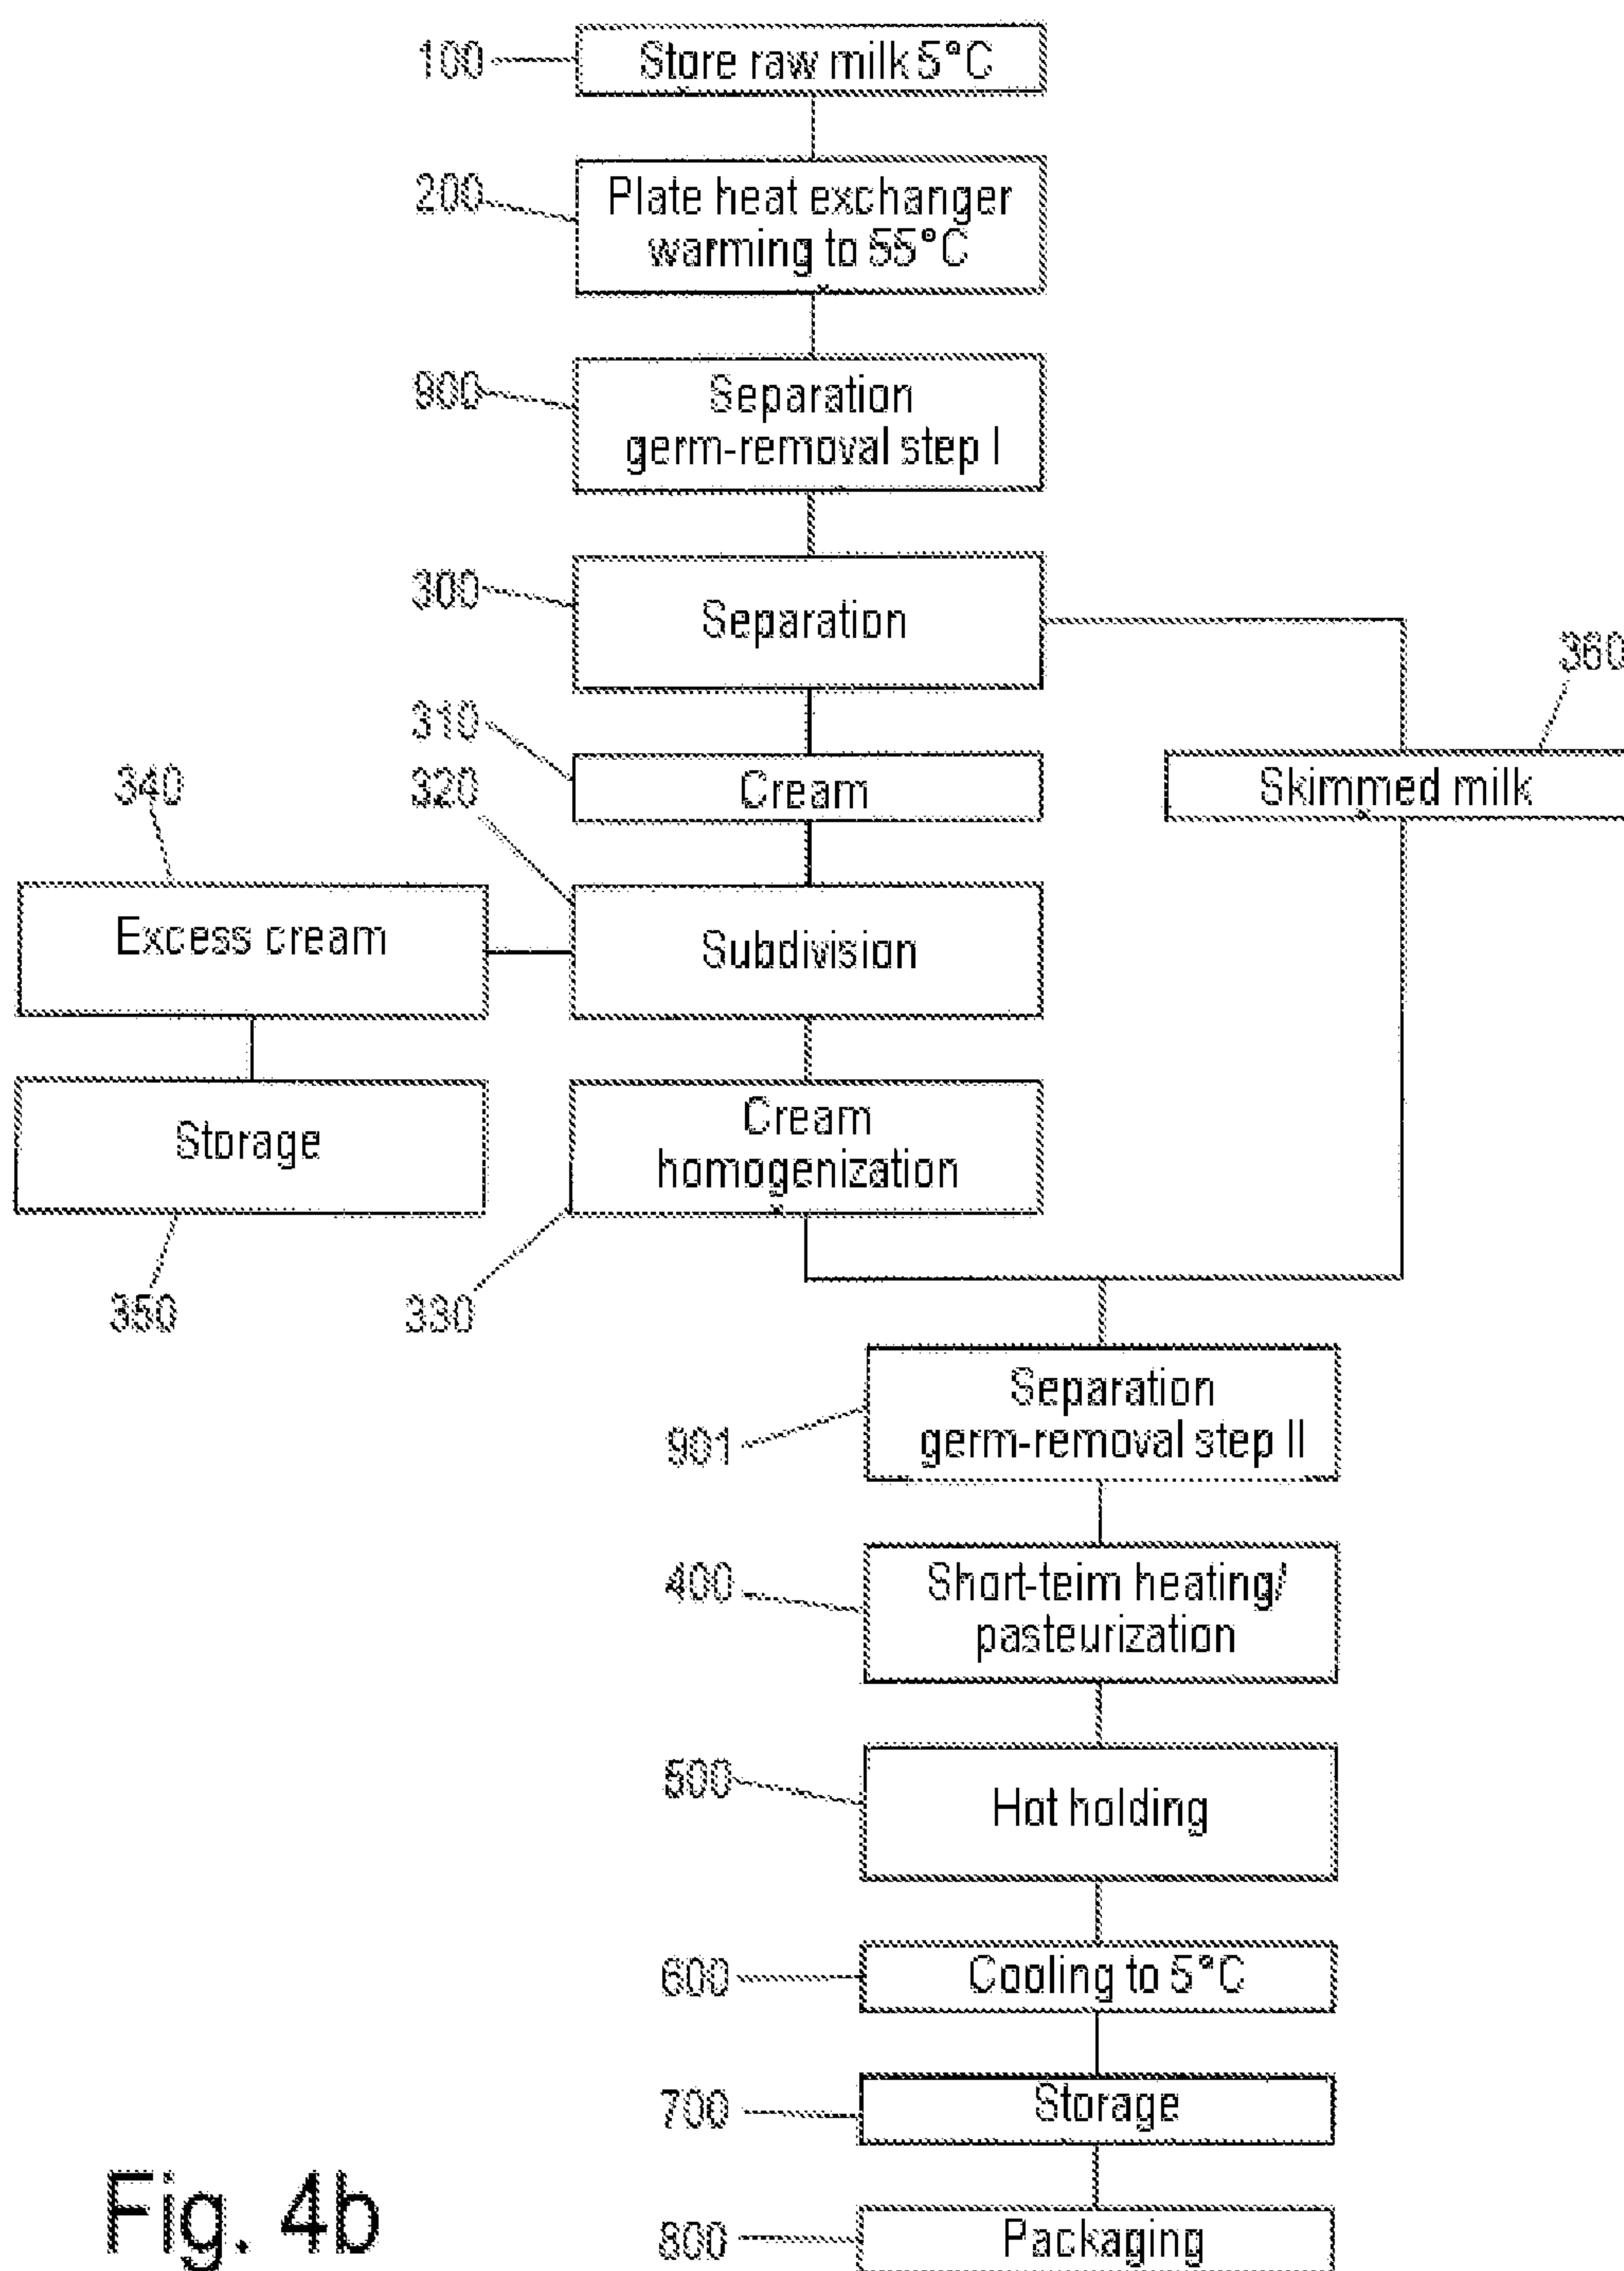 100
Store raw milk 5°C
200
Plate heat exchanger
warming to 55°C
900
Separation
germ-removal step I
300
Separation
360
310
Cream
Skimmed milk
340
320
Excess cream
Subdivision
Storage
Cream
homogenization
350
330
Separation
germ-removal step II
901
400
Short-teim heating/
pasteurization
500
Hot holding
600
Cooling to 5°C
700
Storage
800
Packaging
Fig. 4b